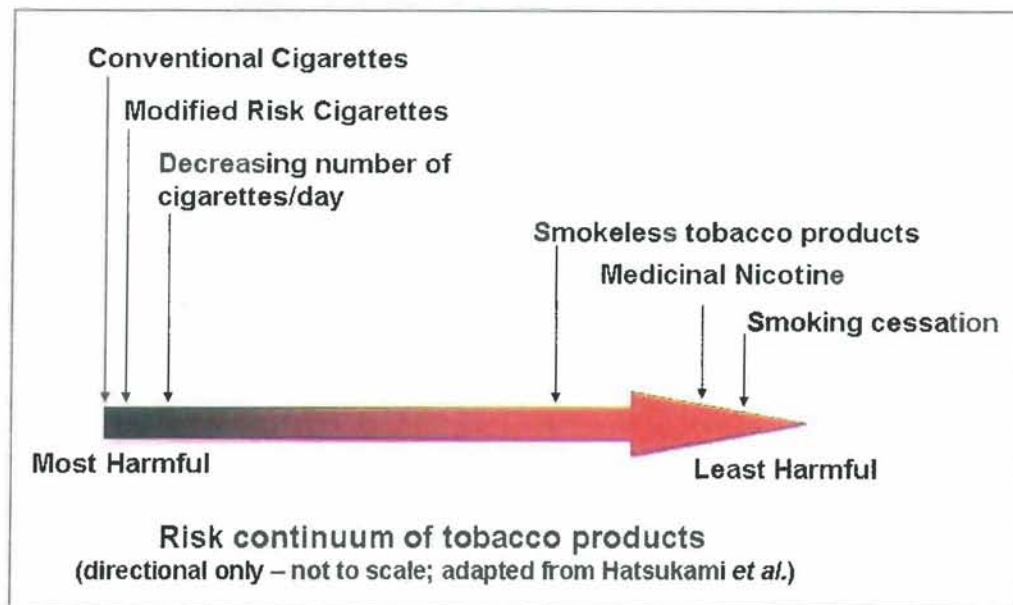 Conventional Cigarettes
Modified Risk Cigarettes
Decreasing number of
cigarettes/day
Smokeless tobacco products
Medicinal Nicotine
Smoking cessation
Most Harmful
Least Harmful
Risk continuum of tobacco products
(directional only – not to scale; adapted from Hatsukami et al.)